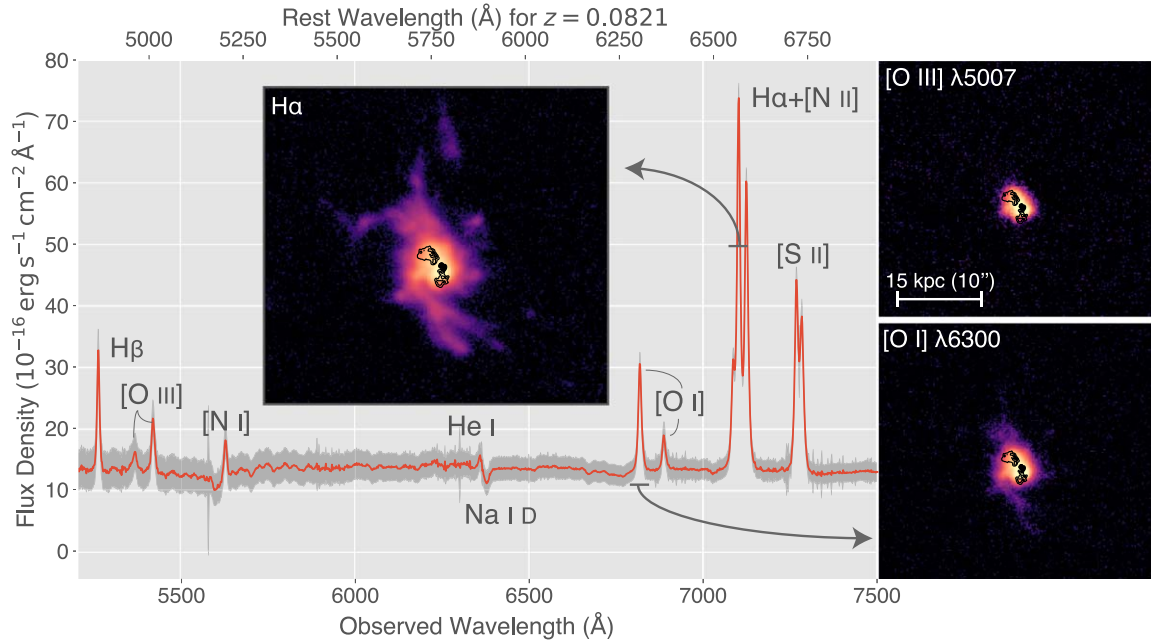 Rest Wavelength (Å) for z = 0.0821
5000 5250 5500 5750 6000 6250 6500 6750
Flux Density (10⁻¹⁶ erg s⁻¹ cm⁻² Å⁻¹)
80
70
60
50
40
30
20
10
0
Hα
Hα+[N II]
[S II]
Hβ
[O III]
[N I]
He I
Na I D
[O I]
5500 6000 6500 7000 7500
Observed Wavelength (Å)
[O III] λ5007
15 kpc (10”)
[O I] λ6300